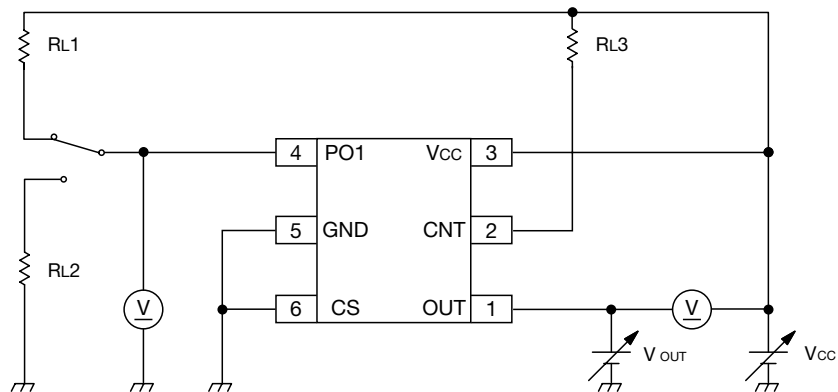 RL1
RL3
4 PO1 VCC 3
5 GND CNT 2
RL2
V
6 CS OUT 1
V
V OUT
VCC